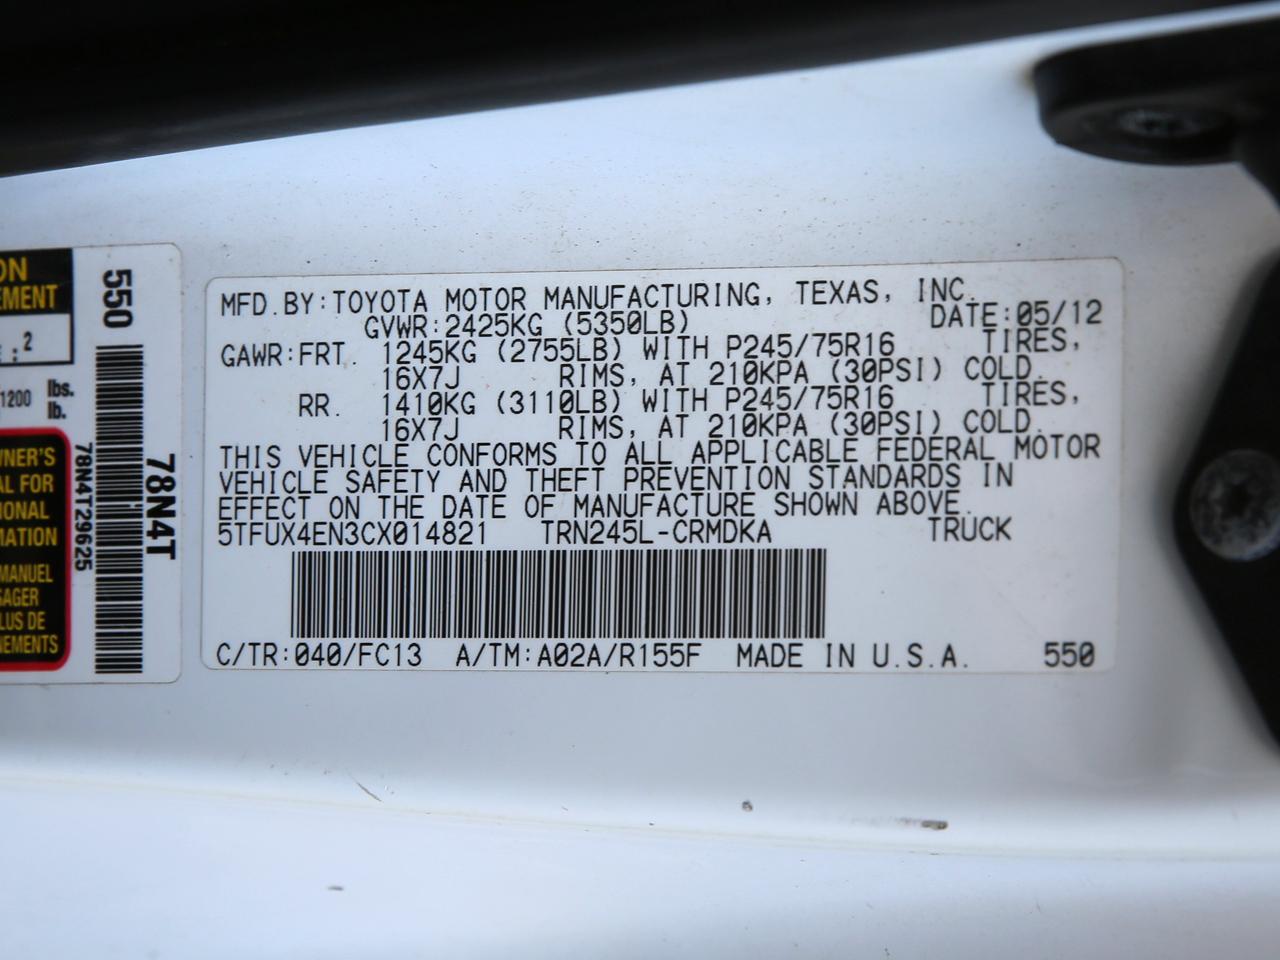 ON
EMENT
: 2
1200 lbs.
lb.
WNER'S
AL FOR
IONAL
MATION
MANUEL
SAGER
LUS DE
NEMENTS
550
78N4T
78N4T29625
MFD.BY:TOYOTA MOTOR MANUFACTURING, TEXAS, INC.
GVWR:2425KG (5350LB) DATE:05/12
GAWR:FRT. 1245KG (2755LB) WITH P245/75R16 TIRES,
16X7J RIMS, AT 210KPA (30PSI) COLD.
RR. 1410KG (3110LB) WITH P245/75R16 TIRES,
16X7J RIMS, AT 210KPA (30PSI) COLD.
THIS VEHICLE CONFORMS TO ALL APPLICABLE FEDERAL MOTOR
VEHICLE SAFETY AND THEFT PREVENTION STANDARDS IN
EFFECT ON THE DATE OF MANUFACTURE SHOWN ABOVE.
5TFUX4EN3CX014821 TRN245L-CRMDKA TRUCK
C/TR:040/FC13 A/TM:A02A/R155F MADE IN U.S.A. 550